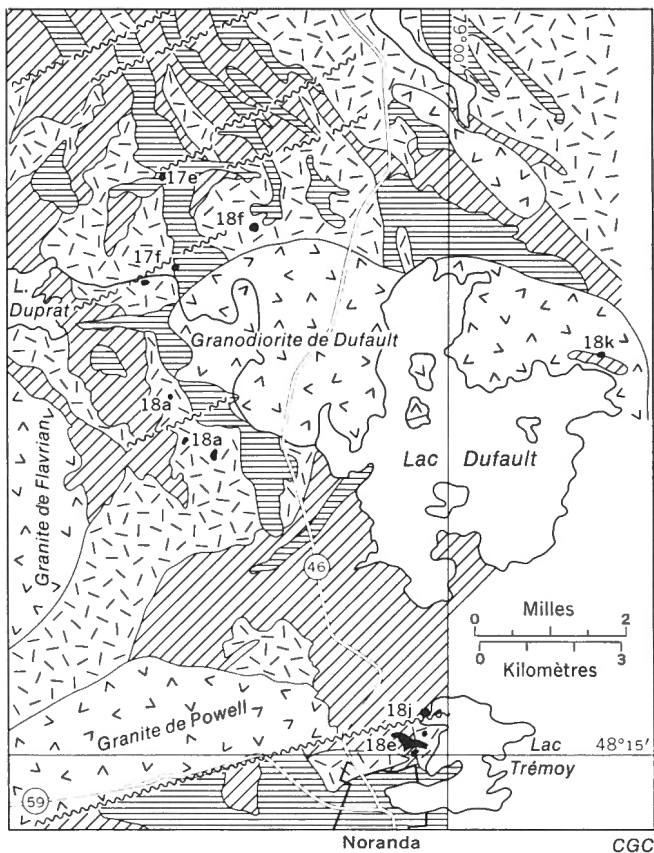 79°00'
17e
18f
17f
L.
Duprat
Granodiorite de Dufault
18k
18a
18a
Lac Dufault
Granite de Flavrian
46
Milles
0 2
0 3
Kilomètres
18j
Granite de Powell
18e
Lac
Trémoy
48°15'
59
Noranda
CGC